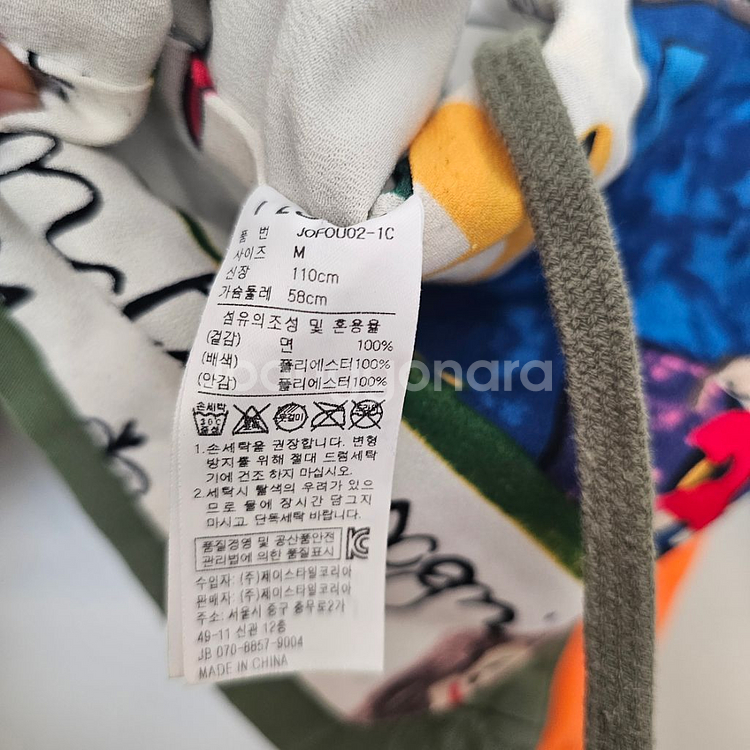 품 번 JOF0U02-1C
사이즈 M
신장 110cm
가슴둘레 58cm
섬유의조성 및 혼용율
(겉감) 면 100%
(배색) 폴리에스터100%
(안감) 폴리에스터100%
손세탁
30℃
중성
1.손세탁을 권장합니다. 변형
방지를 위해 절대 드럼세탁
기에 건조 하지 마십시오.
2.세탁시 탈색의 우려가 있으
므로 물에 장시간 담그지
마시고, 단독세탁 바랍니다.
품질경영 및 공산품안전
관리법에 의한 품질표시
수입자: (주)제이스타일코리아
판매자: (주)제이스타일코리아
주소: 서울시 중구 충무로2가
49-11 신관 12층
JB 070-8857-9004
MADE IN CHINA